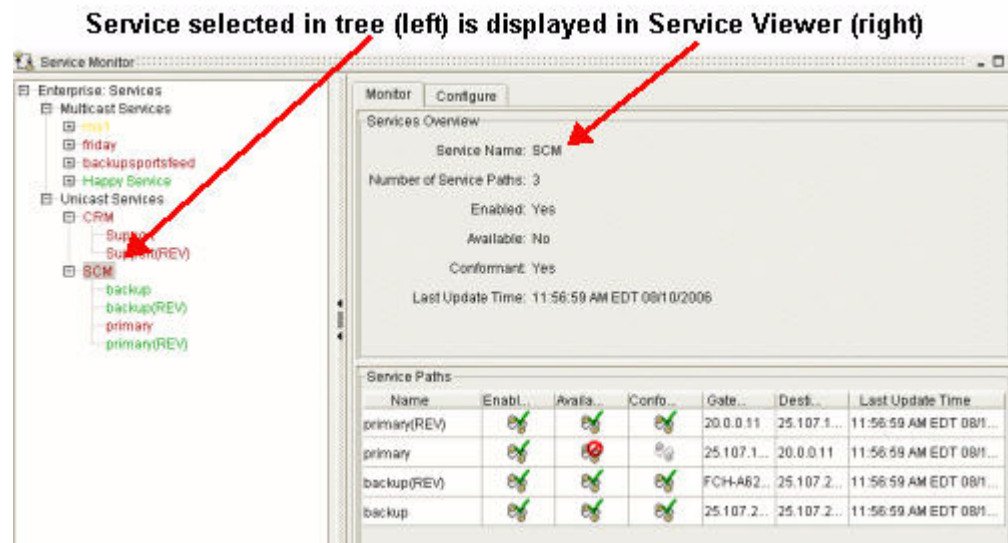 Service selected in tree (left) is displayed in Service Viewer (right)
Service Monitor
Enterprise: Services
Multicast Services
friday
backupsportsfeed
Happy Service
Unicast Services
CRM
Support
Support(REV)
SCM
backup
backup(REV)
primary
primary(REV)
Monitor Configure
Services Overview
Service Name: SCM
Number of Service Paths: 3
Enabled: Yes
Available: No
Conformant: Yes
Last Update Time: 11:56:59 AM EDT 08/10/2006
Service Paths
Name Enabl... Availa... Confo... Gate... Desti... Last Update Time
primary(REV) 20.0.0.11 25.107.1... 11:56:59 AM EDT 08/1...
primary 25.107.1... 20.0.0.11 11:56:59 AM EDT 08/1...
backup(REV) FCH-A62... 25.107.2... 11:56:59 AM EDT 08/1...
backup 25.107.2... 25.107.2... 11:56:59 AM EDT 08/1...